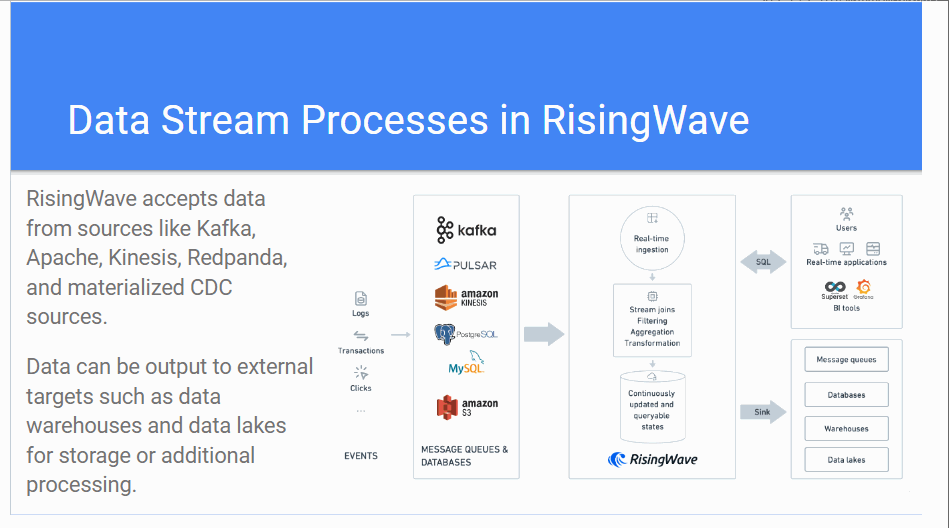 Data Stream Processes in RisingWave
RisingWave accepts data
from sources like Kafka,
Apache, Kinesis, Redpanda,
and materialized CDC
sources.
Data can be output to external
targets such as data
warehouses and data lakes
for storage or additional
processing.
Logs
Transactions
Clicks
...
EVENTS
kafka
PULSAR
amazon
KINESIS
PostgreSQL
MySQL
amazon
S3
MESSAGE QUEUES &
DATABASES
Real-time
ingestion
Stream joins
Filtering
Aggregation
Transformation
Continuously
updated and
queryable
states
RisingWave
SQL
Sink
Users
Real-time applications
Superset
Grafana
BI tools
Message queues
Databases
Warehouses
Data lakes